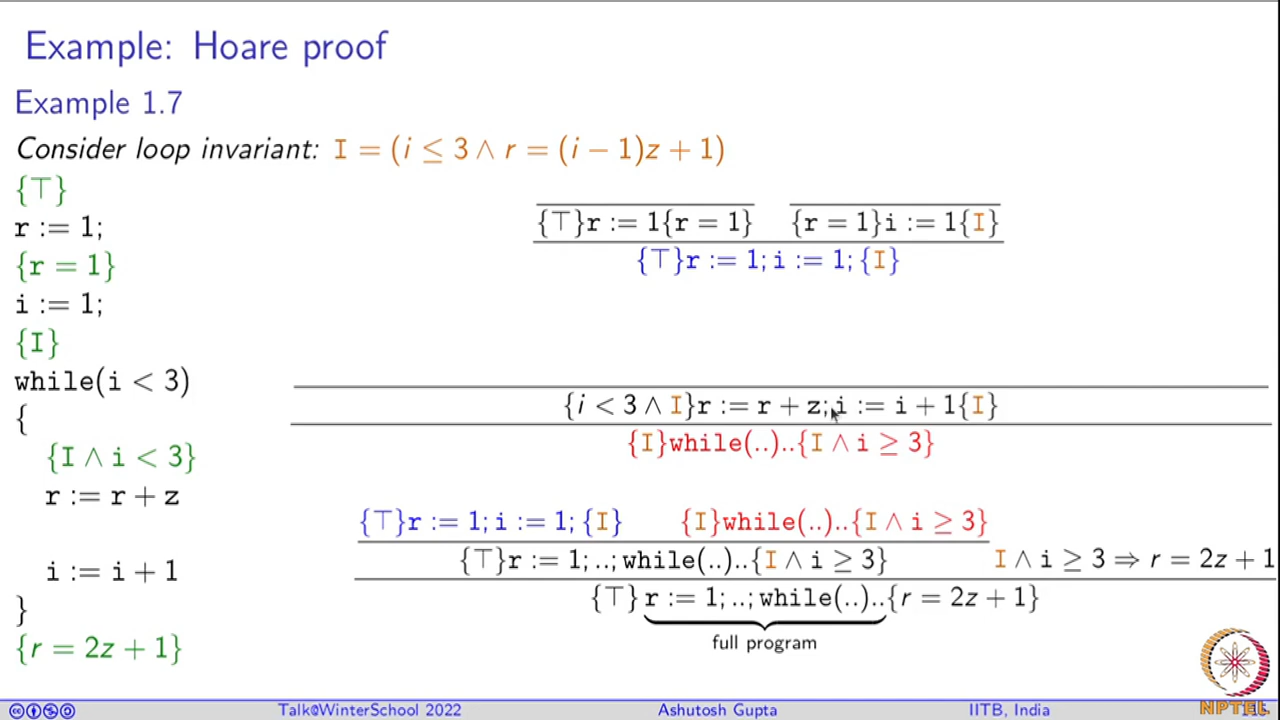 Example: Hoare proof
Example 1.7
Consider loop invariant: I = (i ≤ 3 ∧ r = (i − 1)z + 1)
{⊤}
r := 1;
{r = 1}
i := 1;
{I}
while(i < 3)
{
{I ∧ i < 3}
r := r + z
i := i + 1
}
{r = 2z + 1}
{⊤}r := 1{r = 1} {r = 1}i := 1{I}
{⊤}r := 1; i := 1; {I}
{i < 3 ∧ I}r := r + z; i := i + 1{I}
{I}while(..)..{I ∧ i ≥ 3}
{⊤}r := 1; i := 1; {I} {I}while(..)..{I ∧ i ≥ 3}
{⊤}r := 1; ..; while(..)..{I ∧ i ≥ 3} I ∧ i ≥ 3 ⇒ r = 2z + 1
{⊤} r := 1; ..; while(..)..{r = 2z + 1}
full program
Talk@WinterSchool 2022 Ashutosh Gupta IITB, India
NPTEL